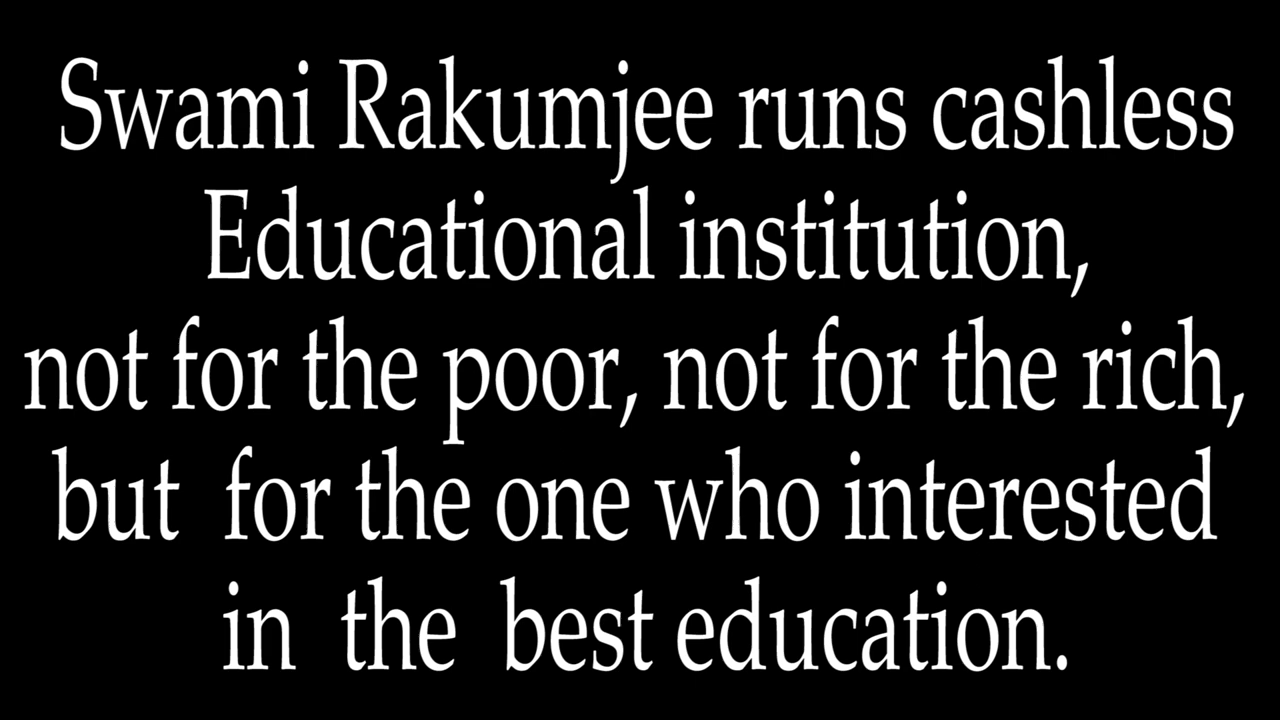 Swami Rakumjee runs cashless
Educational institution,
not for the poor, not for the rich,
but for the one who interested
in the best education.